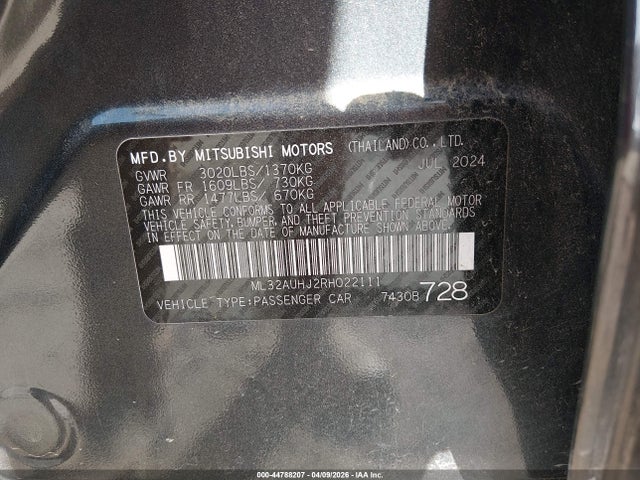 MFD.BY MITSUBISHI MOTORS (THAILAND)CO.,LTD.
GVWR 3020LBS/1370KG JUL 2024
GAWR FR 1609LBS/ 730KG
GAWR RR 1477LBS/ 670KG
THIS VEHICLE CONFORMS TO ALL APPLICABLE FEDERAL MOTOR
VEHICLE SAFETY,BUMPER,AND THEFT PREVENTION STANDARDS
IN EFFECT ON THE DATE OF MANUFACTURE SHOWN ABOVE.
ML32AUHJ2RH022111
VEHICLE TYPE:PASSENGER CAR 74308 728
000-44788207 - 04/09/2026 - IAA Inc.